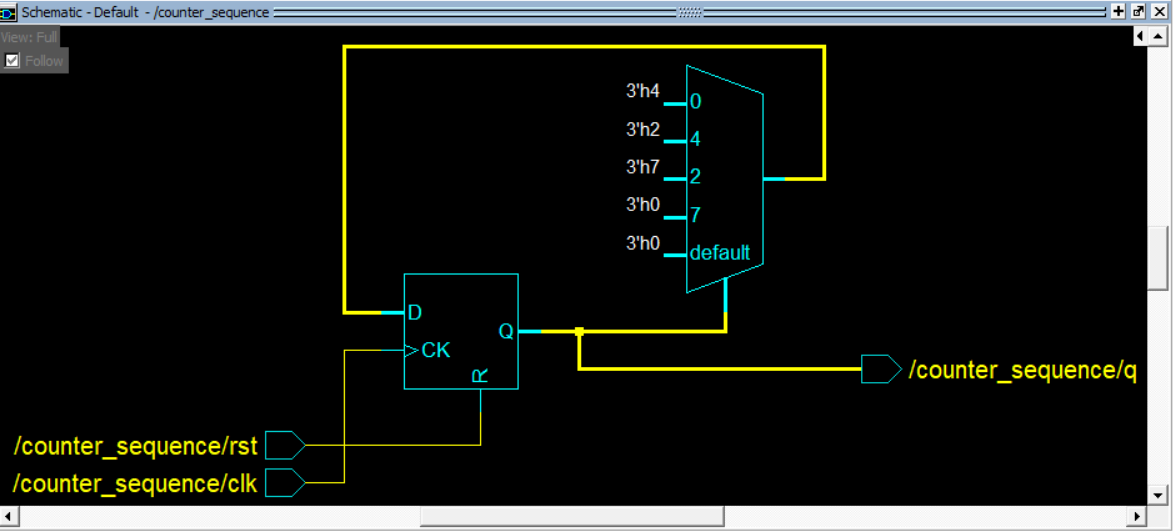 Schematic - Default - /counter_sequence
View: Full
Follow
3'h4
0
3'h2
4
3'h7
2
3'h0
7
3'h0
default
D
Q
CK
R
/counter_sequence/q
/counter_sequence/rst
/counter_sequence/clk